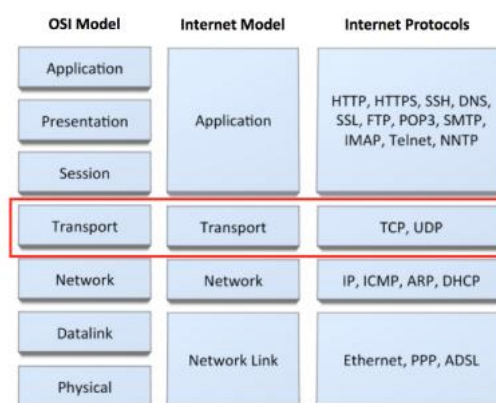 OSI Model Internet Model Internet Protocols
Application
Presentation
Session
Application
HTTP, HTTPS, SSH, DNS,
SSL, FTP, POP3, SMTP,
IMAP, Telnet, NNTP
Transport Transport TCP, UDP
Network Network IP, ICMP, ARP, DHCP
Datalink
Physical
Network Link
Ethernet, PPP, ADSL